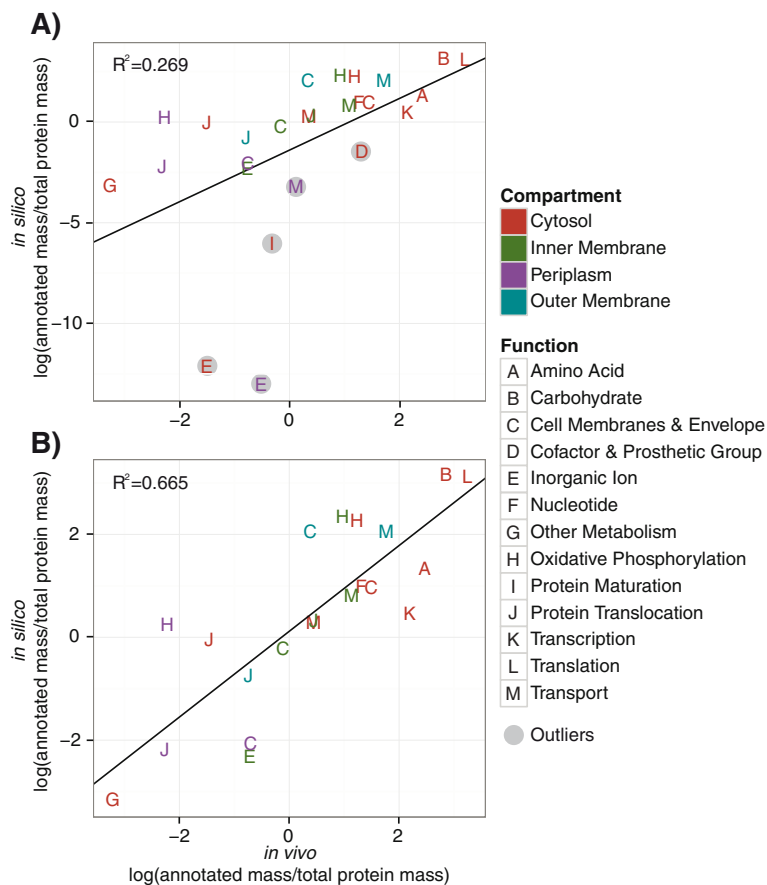 A)
R²=0.269
in silico
log(annotated mass/total protein mass)
0
−5
−10
−2
0
2
B
L
H
H
C
M
A
F
C
K
M
J
M
H
J
C
J
D
J
C
E
G
M
I
E
E
Compartment
Cytosol
Inner Membrane
Periplasm
Outer Membrane
Function
A Amino Acid
B Carbohydrate
C Cell Membranes & Envelope
D Cofactor & Prosthetic Group
E Inorganic Ion
F Nucleotide
G Other Metabolism
H Oxidative Phosphorylation
I Protein Maturation
J Protein Translocation
K Transcription
L Translation
M Transport
Outliers
B)
R²=0.665
in silico
log(annotated mass/total protein mass)
2
0
−2
B
L
H
H
C
M
A
F
C
M
K
J
M
H
J
C
J
C
J
E
G
−2
0
2
in vivo
log(annotated mass/total protein mass)